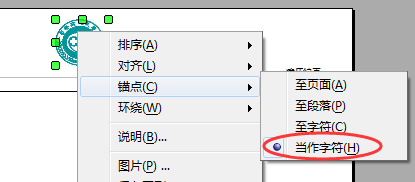 排序(A)
对齐(L)
锚点(C)
环绕(W)
说明(B)...
图片(P) ...
至页面(A)
至段落(P)
至字符(C)
当作字符(H)